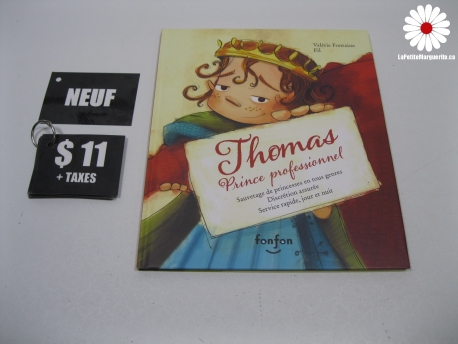 LaPetiteMarguerite.ca
NEUF
$ 11
+ TAXES
Valérie Fontaine
Fil
Thomas
Prince professionnel
Sauvetage de princesses en tous genres
Discrétion assurée
Service rapide, jour et nuit
fonfon